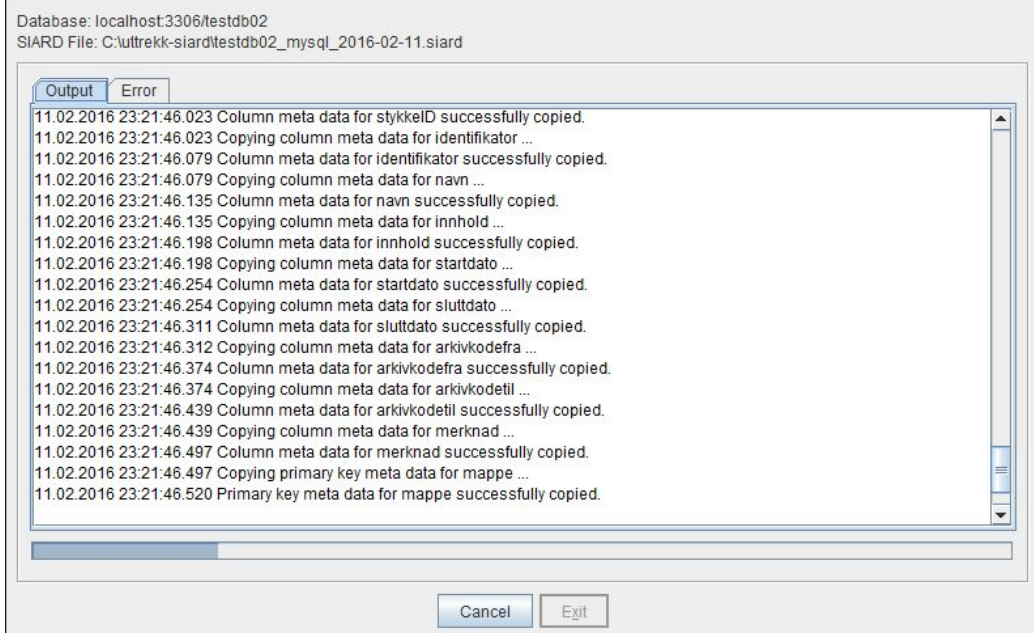 Database: localhost:3306/testdb02
SIARD File: C:\uttrekk-siard\testdb02_mysql_2016-02-11.siard
Output Error
11.02.2016 23:21:46.023 Column meta data for stykkeID successfully copied.
11.02.2016 23:21:46.023 Copying column meta data for identifikator ...
11.02.2016 23:21:46.079 Column meta data for identifikator successfully copied.
11.02.2016 23:21:46.079 Copying column meta data for navn ...
11.02.2016 23:21:46.135 Column meta data for navn successfully copied.
11.02.2016 23:21:46.135 Copying column meta data for innhold ...
11.02.2016 23:21:46.198 Column meta data for innhold successfully copied.
11.02.2016 23:21:46.198 Copying column meta data for startdato ...
11.02.2016 23:21:46.254 Column meta data for startdato successfully copied.
11.02.2016 23:21:46.254 Copying column meta data for sluttdato ...
11.02.2016 23:21:46.311 Column meta data for sluttdato successfully copied.
11.02.2016 23:21:46.312 Copying column meta data for arkivkodefra ...
11.02.2016 23:21:46.374 Column meta data for arkivkodefra successfully copied.
11.02.2016 23:21:46.374 Copying column meta data for arkivkodetil ...
11.02.2016 23:21:46.439 Column meta data for arkivkodetil successfully copied.
11.02.2016 23:21:46.439 Copying column meta data for merknad ...
11.02.2016 23:21:46.497 Column meta data for merknad successfully copied.
11.02.2016 23:21:46.497 Copying primary key meta data for mappe ...
11.02.2016 23:21:46.520 Primary key meta data for mappe successfully copied.
Cancel Exit